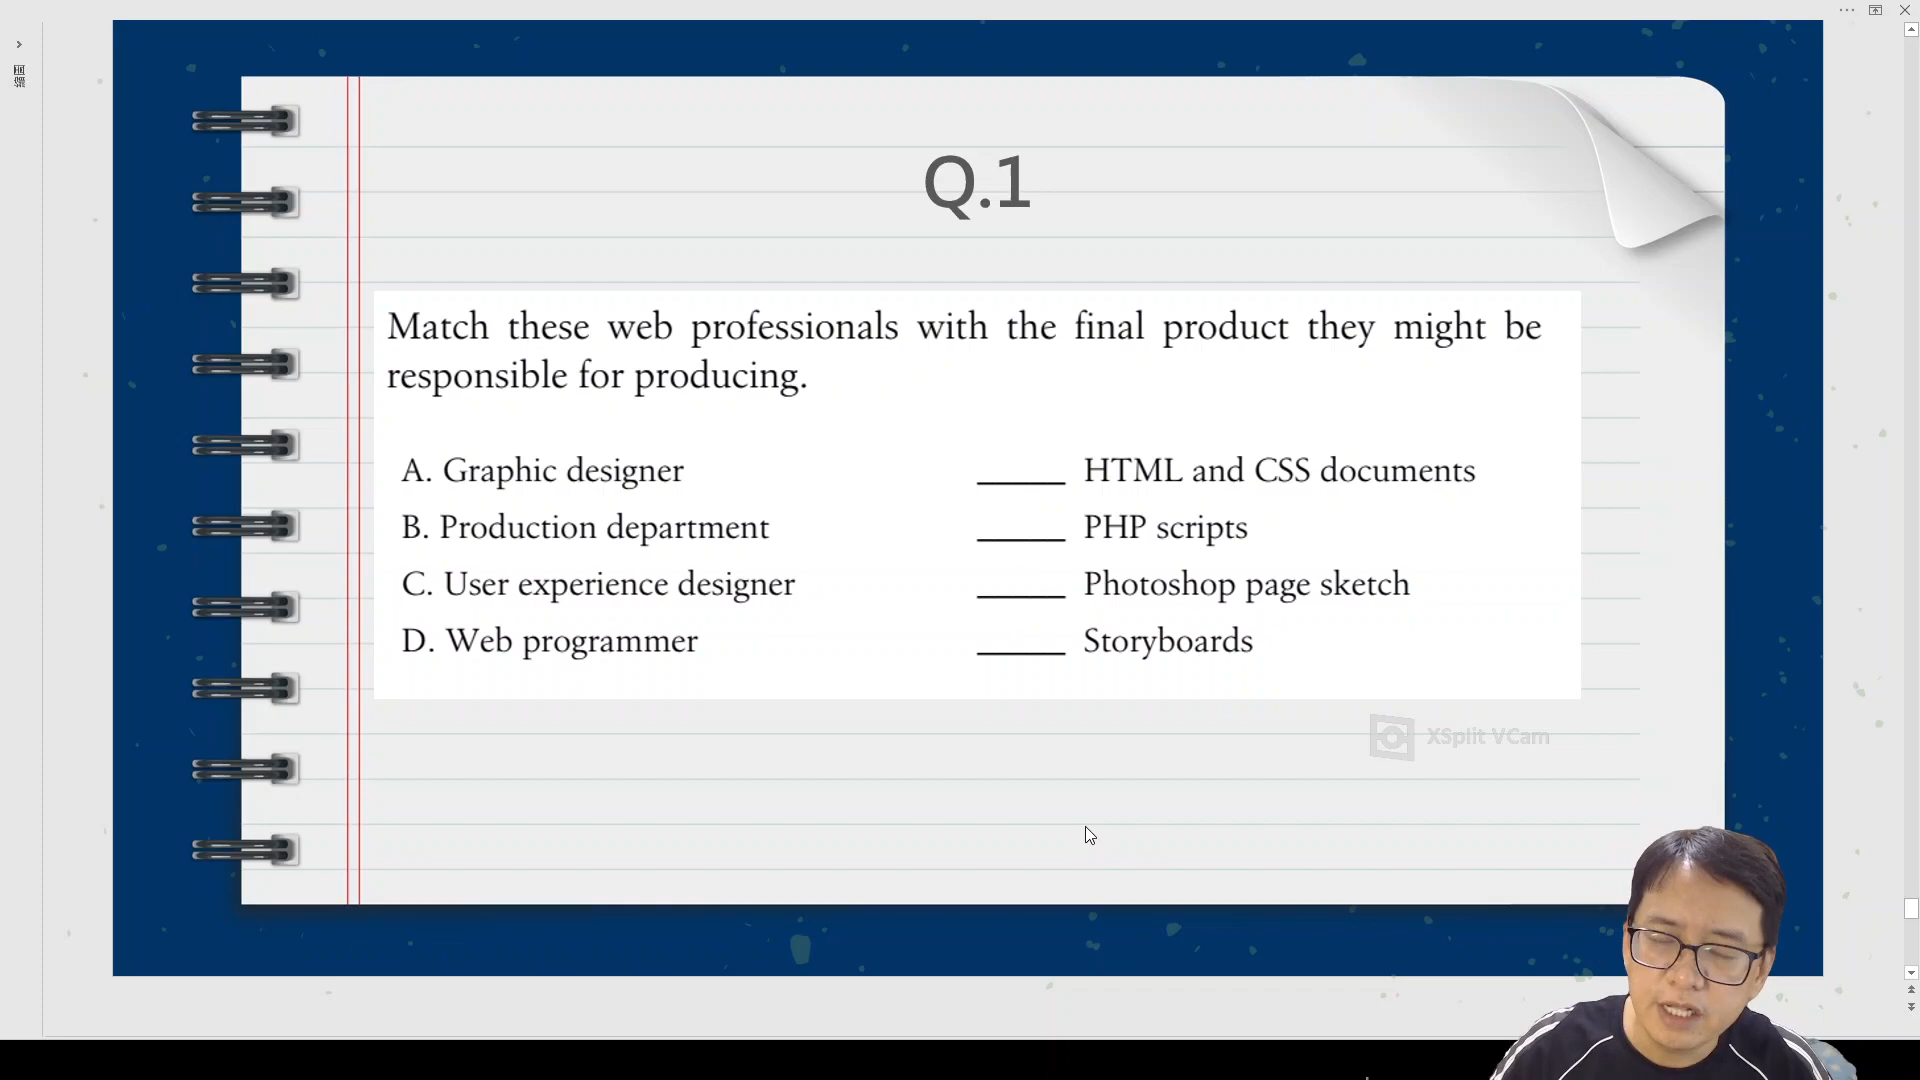 Q.1
Match these web professionals with the final product they might be
responsible for producing.
A. Graphic designer
_____ HTML and CSS documents
B. Production department
_____ PHP scripts
C. User experience designer
_____ Photoshop page sketch
D. Web programmer
_____ Storyboards
XSplit VCam